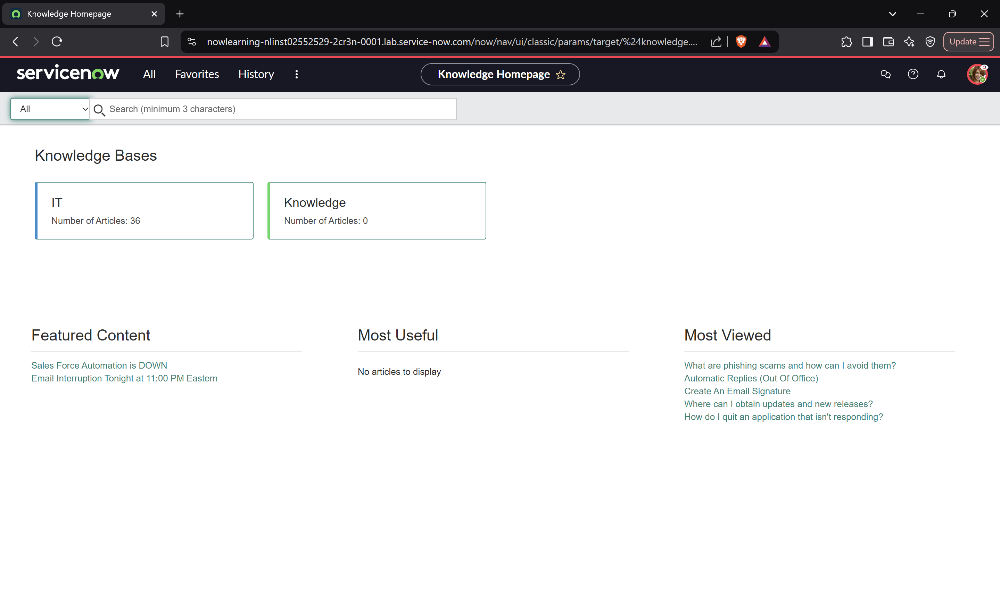 Knowledge Homepage
nowlearning-nlinst02552529-2cr3n-0001.lab.service-now.com/now/nav/ui/classic/params/target/%24knowledge....
Update
servicenow
All
Favorites
History
Knowledge Homepage
All
Search (minimum 3 characters)
Knowledge Bases
IT
Number of Articles: 36
Knowledge
Number of Articles: 0
Featured Content
Sales Force Automation is DOWN
Email Interruption Tonight at 11:00 PM Eastern
Most Useful
No articles to display
Most Viewed
What are phishing scams and how can I avoid them?
Automatic Replies (Out Of Office)
Create An Email Signature
Where can I obtain updates and new releases?
How do I quit an application that isn't responding?